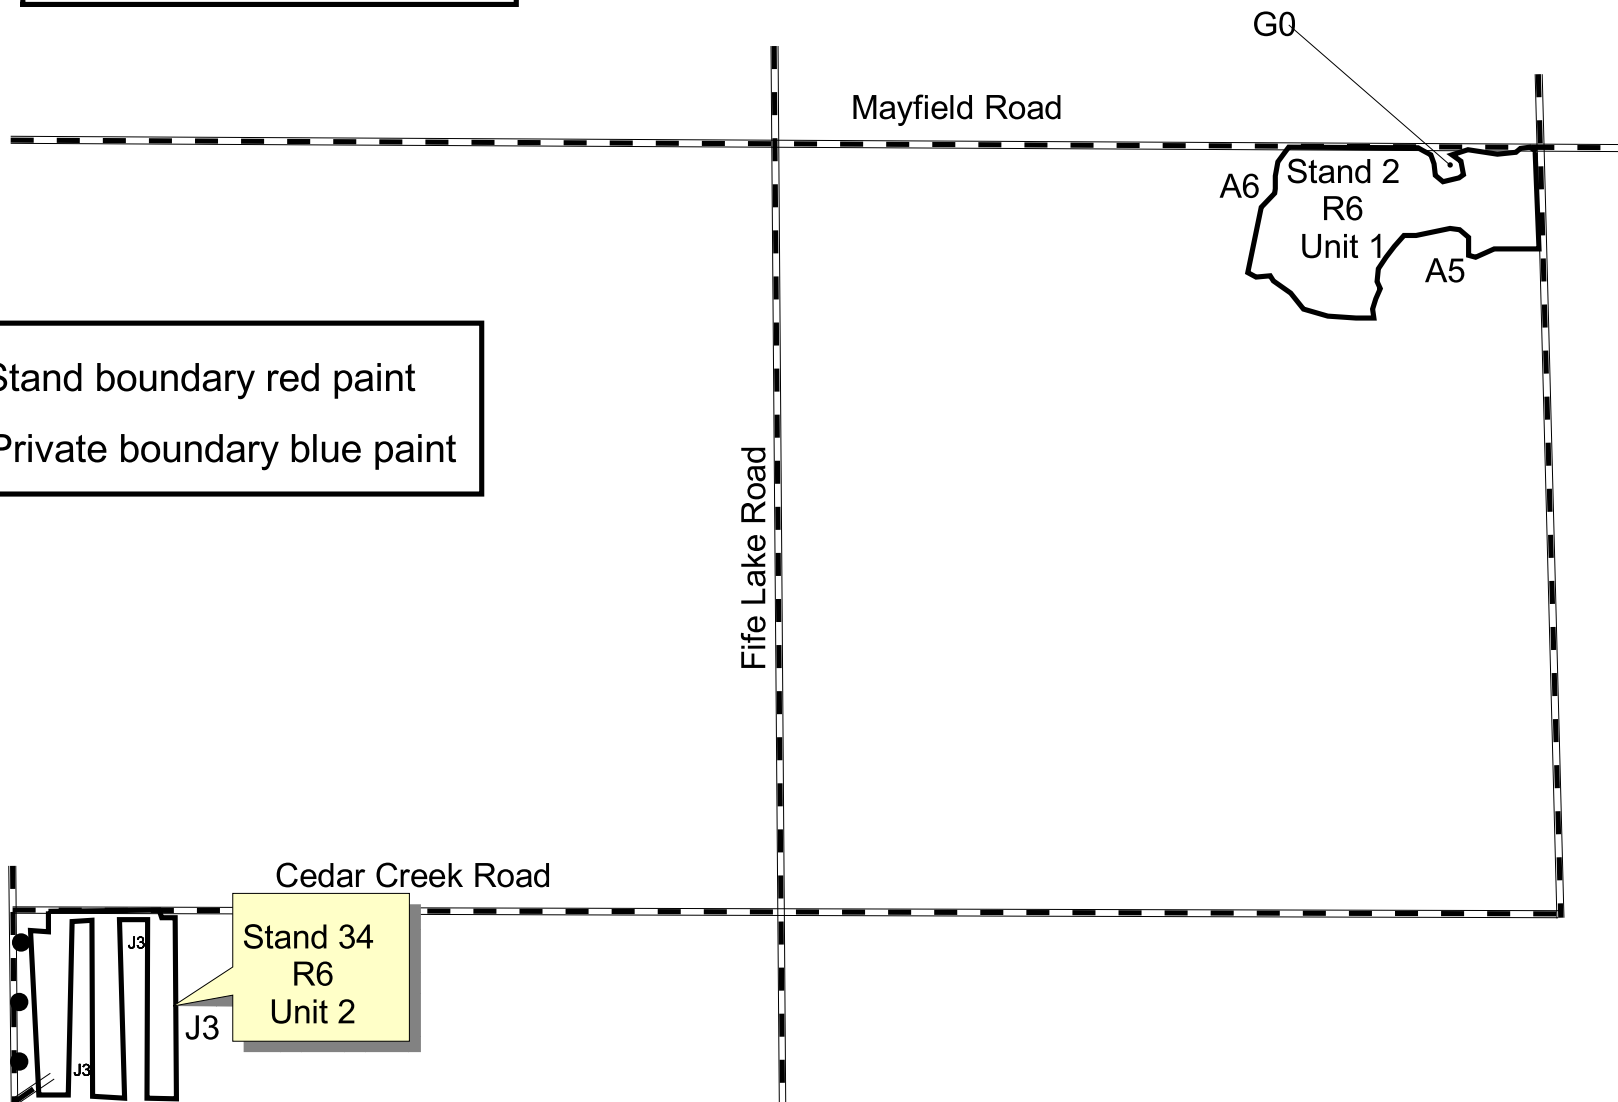 G0
Mayfield Road
Stand 2
A6
R6
Unit 1
A5
Stand boundary red paint
Private boundary blue paint
Fife Lake Road
Cedar Creek Road
Stand 34
R6
Unit 2
J3
J3
J3